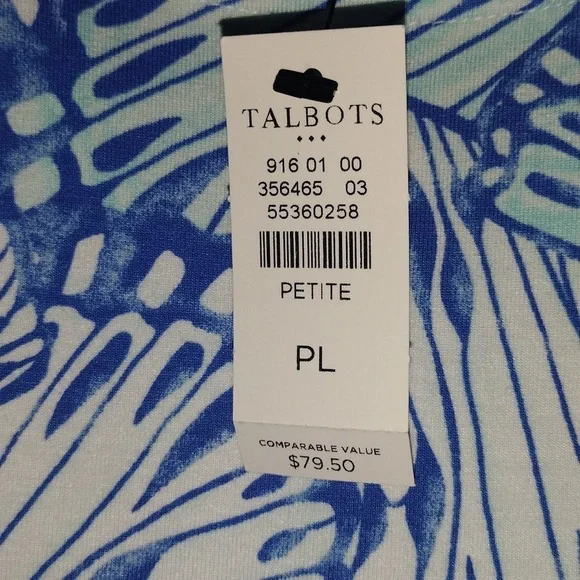 TALBOTS
916 01 00
356465 03
55360258
PETITE
PL
COMPARABLE VALUE
$79.50